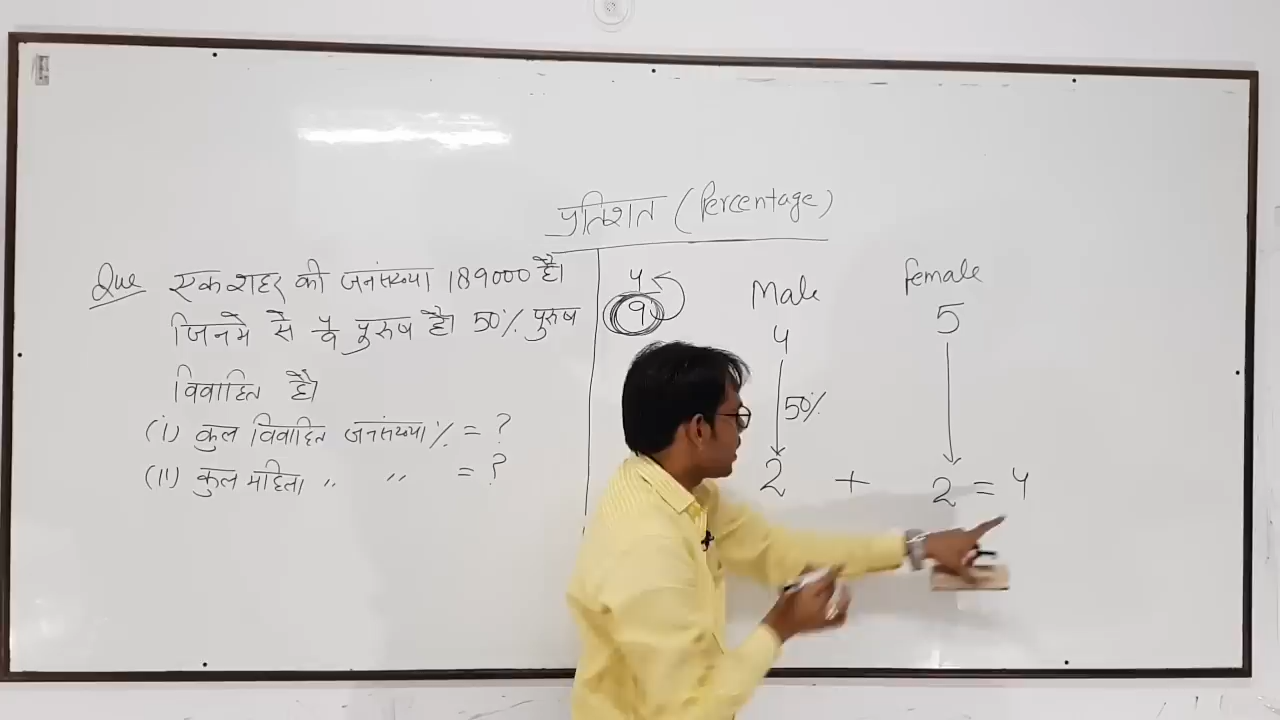 प्रतिशत (Percentage)
Que एक शहर की जनसंख्या 189000 है।
जिनमे से 4/9 पुरुष है। 50% पुरुष
विवाहित है।
(i) कुल विवाहित जनसंख्या % = ?
(ii) कुल महिला ,, ,, = ?
4
9
Male female
4 5
50%
2 + 2 = 4